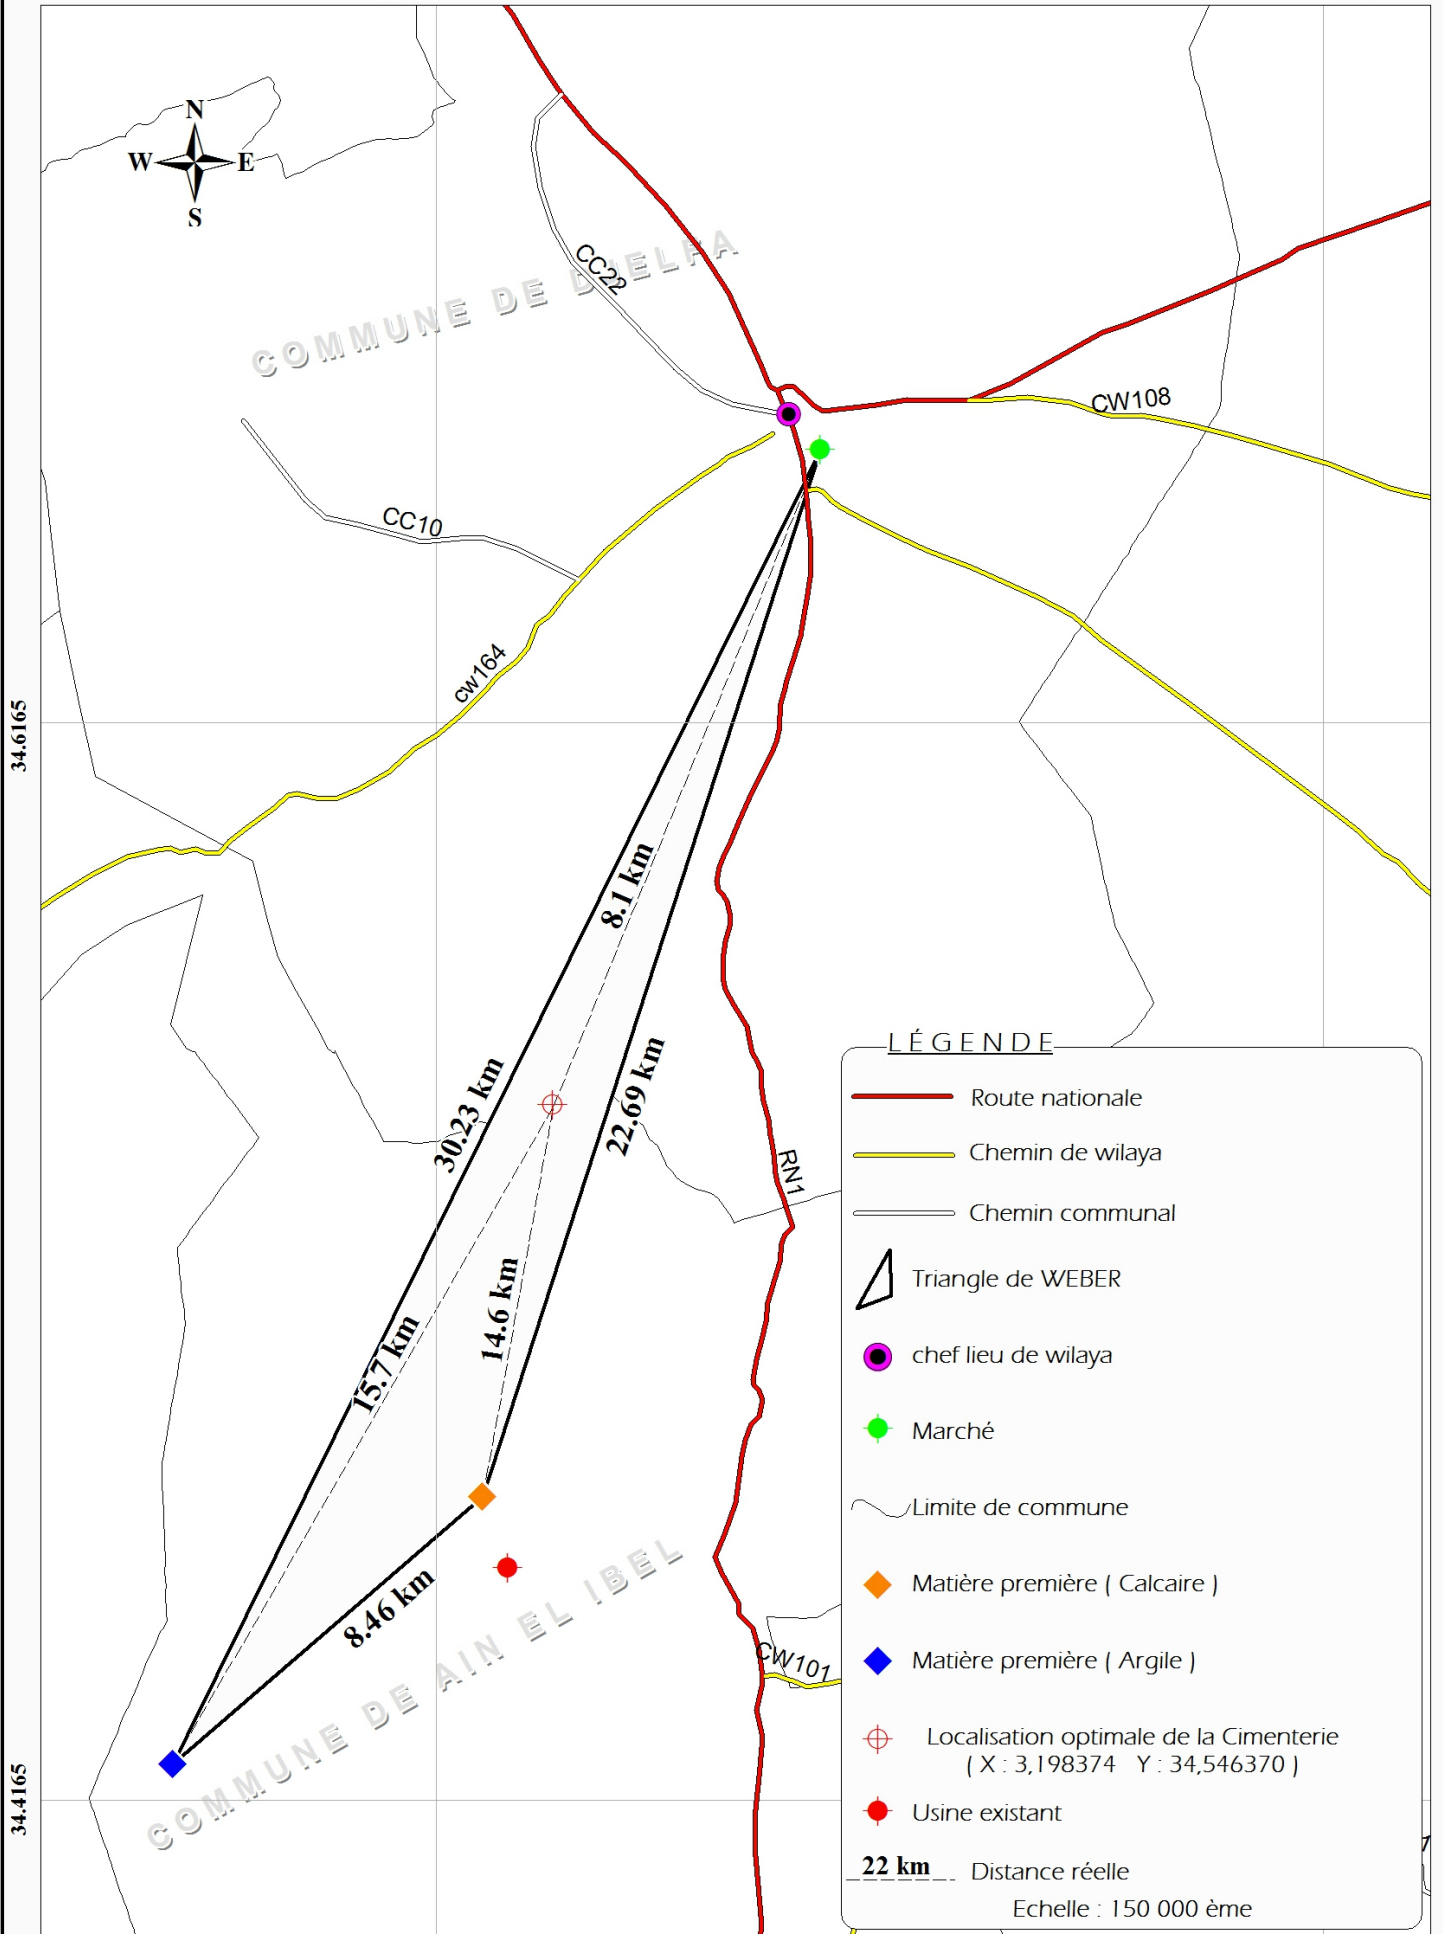 N
W E
S
COMMUNE DE DJELFA
CC22
CW108
CC10
cw164
34.6165
8.1 km
30.23 km
22.69 km
RN1
15.7 km
14.6 km
8.46 km
COMMUNE DE AIN EL IBEL
CW101
34.4165
LÉGENDE
Route nationale
Chemin de wilaya
Chemin communal
Triangle de WEBER
chef lieu de wilaya
Marché
Limite de commune
Matière première ( Calcaire )
Matière première ( Argile )
Localisation optimale de la Cimenterie
( X : 3,198374 Y : 34,546370 )
Usine existant
22 km Distance réelle
Echelle : 150 000 ème